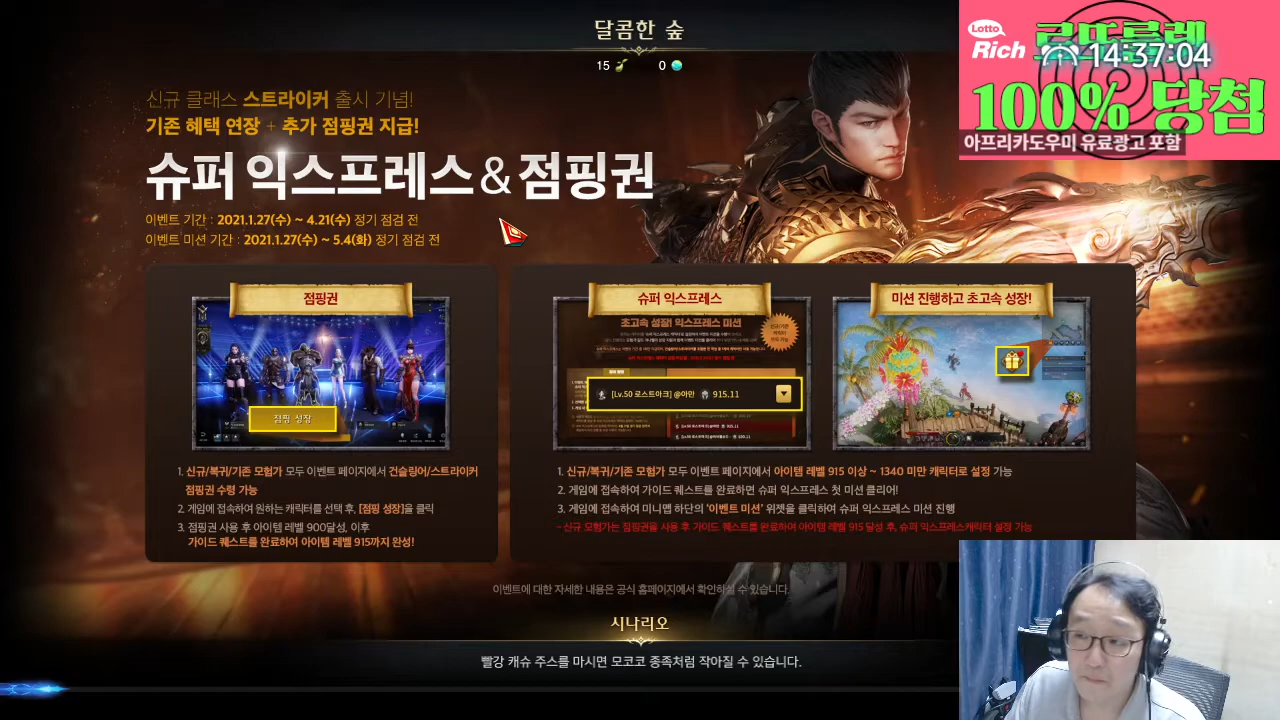 달콤한 숲
15 0
Lotto Rich 로또룰렛
14:37:04
100% 당첨
아프리카도우미 유료광고 포함
신규 클래스 스트라이커 출시 기념!
기존 혜택 연장 + 추가 점핑권 지급!
슈퍼 익스프레스 & 점핑권
이벤트 기간 : 2021.1.27(수) ~ 4.21(수) 정기 점검 전
이벤트 미션 기간 : 2021.1.27(수) ~ 5.4(화) 정기 점검 전
점핑권
점핑 성장
1. 신규/복귀/기존 모험가 모두 이벤트 페이지에서 건슬링어/스트라이커
점핑권 수령 가능
2. 게임에 접속하여 원하는 캐릭터를 선택 후, [점핑 성장]을 클릭
3. 점핑권 사용 후 아이템 레벨 900달성, 이후
가이드 퀘스트를 완료하여 아이템 레벨 915까지 완성!
슈퍼 익스프레스
초고속 성장! 익스프레스 미션
[Lv.50 로스트아크] @아만 915.11
미션 진행하고 초고속 성장!
1. 신규/복귀/기존 모험가 모두 이벤트 페이지에서 아이템 레벨 915 이상 ~ 1340 미만 캐릭터로 설정 가능
2. 게임에 접속하여 가이드 퀘스트를 완료하면 슈퍼 익스프레스 첫 미션 클리어!
3. 게임에 접속하여 미니맵 하단의 '이벤트 미션' 위젯을 클릭하여 슈퍼 익스프레스 미션 진행
- 신규 모험가는 점핑권을 사용 후 가이드 퀘스트를 완료하여 아이템 레벨 915 달성 후, 슈퍼 익스프레스 캐릭터 설정 가능
이벤트에 대한 자세한 내용은 공식 홈페이지에서 확인하실 수 있습니다.
시나리오
빨강 캐슈 주스를 마시면 모코코 종족처럼 작아질 수 있습니다.